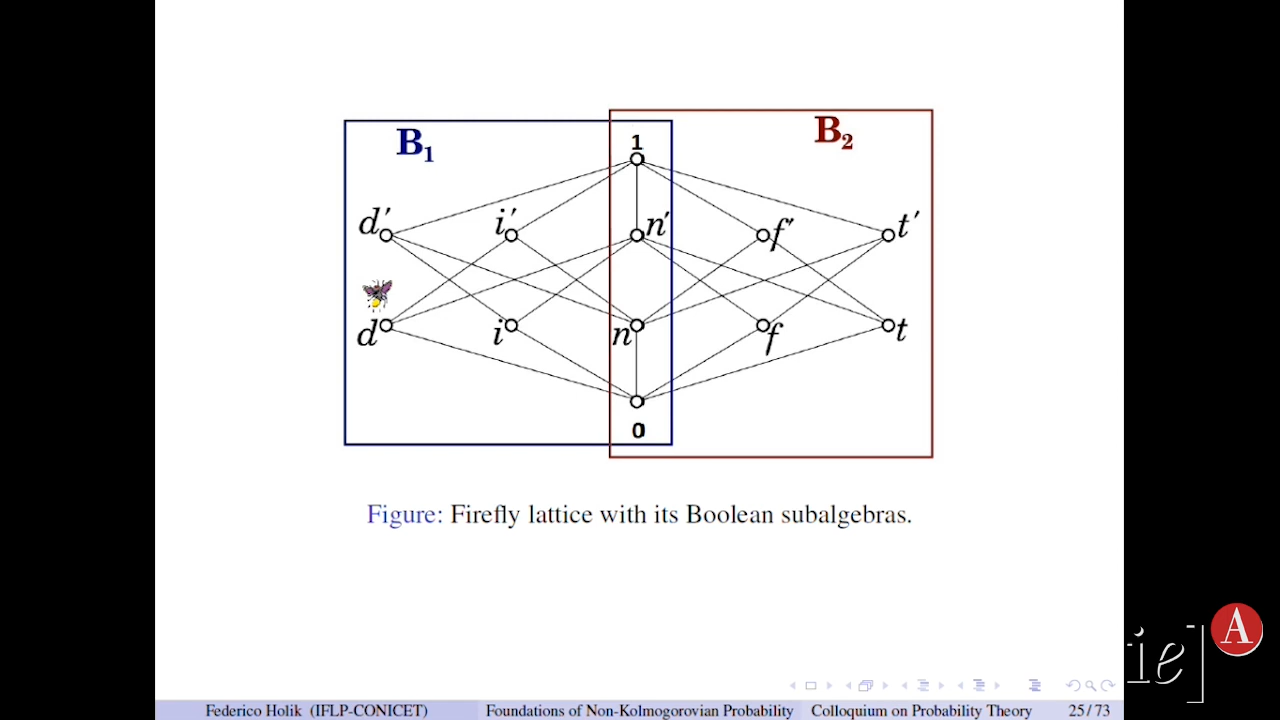 B₁ B₂
1
d′ i′ n′ f′ t′
d i n f t
0
Figure: Firefly lattice with its Boolean subalgebras.
ie] A
Federico Holik (IFLP-CONICET) Foundations of Non-Kolmogorovian Probability Colloquium on Probability Theory 25 / 73